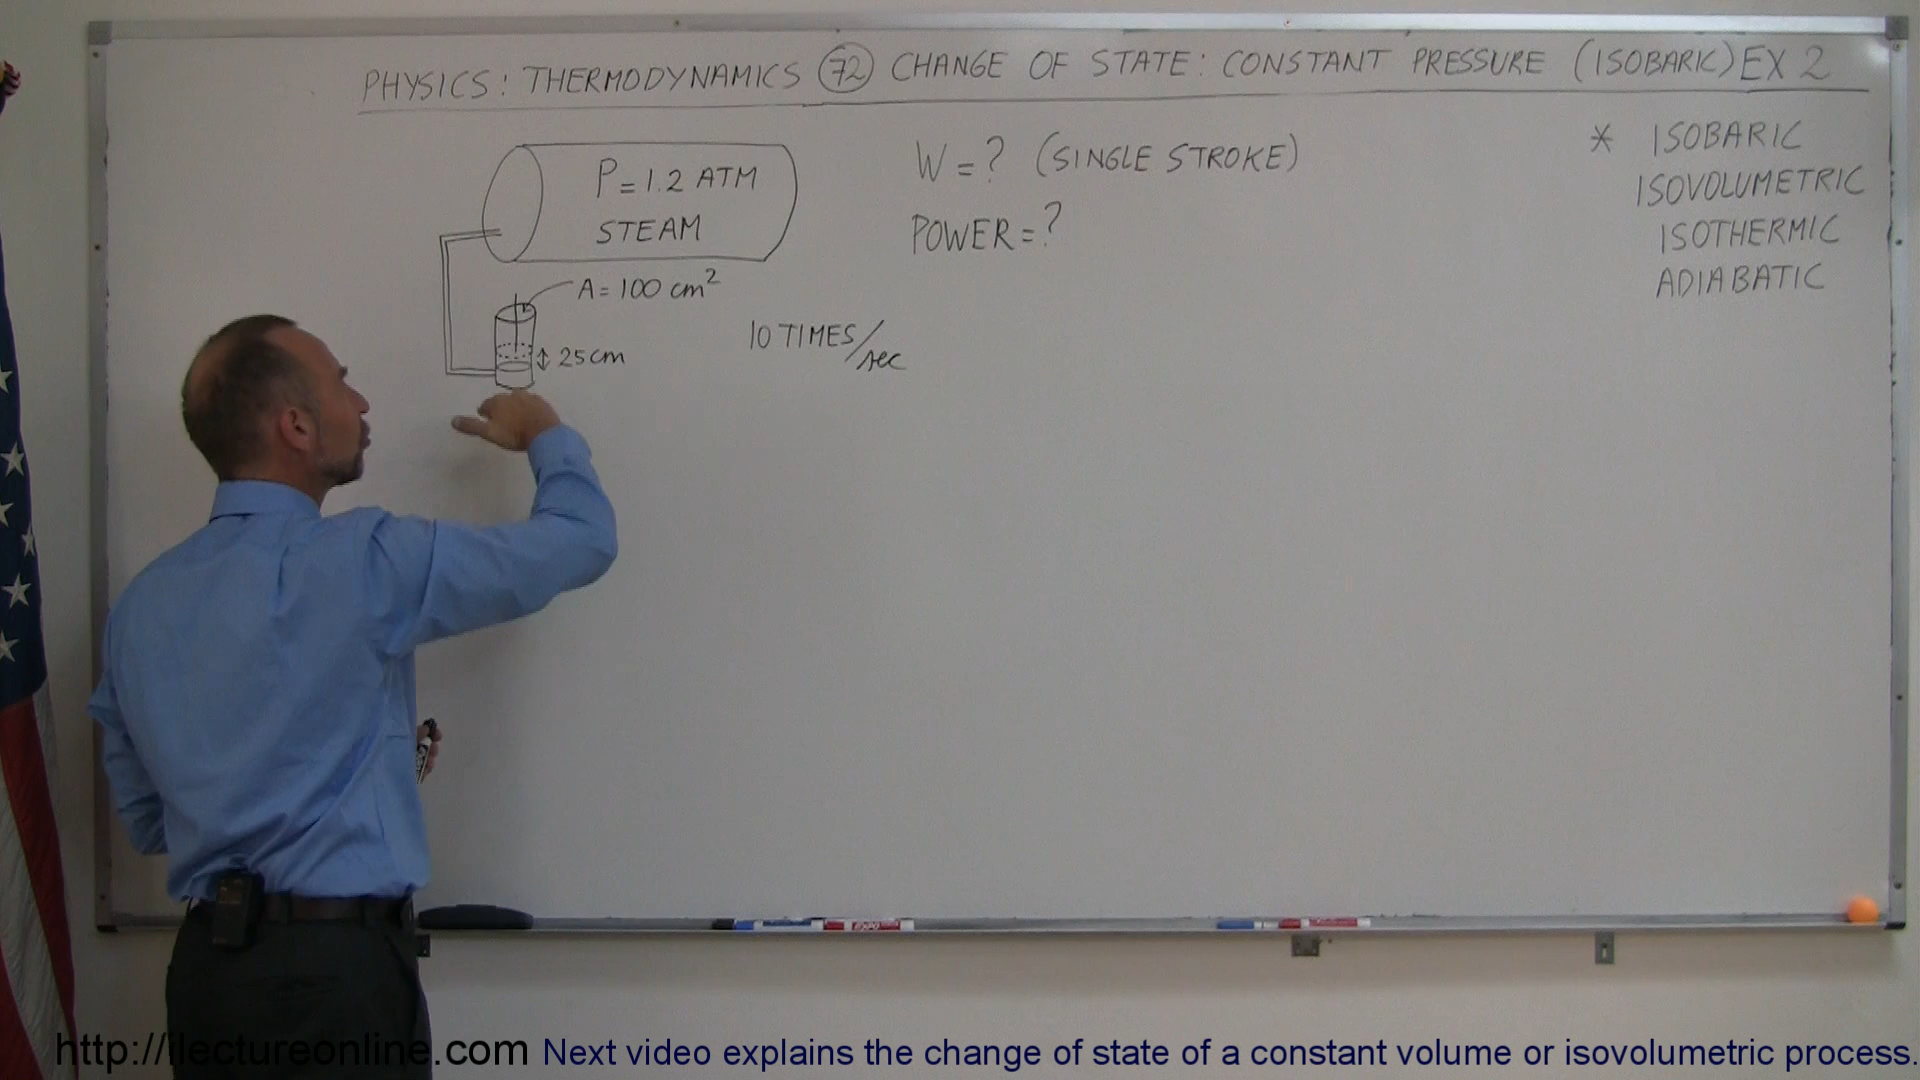 PHYSICS: THERMODYNAMICS 72 CHANGE OF STATE: CONSTANT PRESSURE (ISOBARIC) EX 2
P = 1.2 ATM
STEAM
A = 100 cm²
25 cm
10 TIMES/sec
W = ? (SINGLE STROKE)
POWER = ?
* ISOBARIC
ISOVOLUMETRIC
ISOTHERMIC
ADIABATIC
EXPO
http://ilectureonline.com Next video explains the change of state of a constant volume or isovolumetric process.